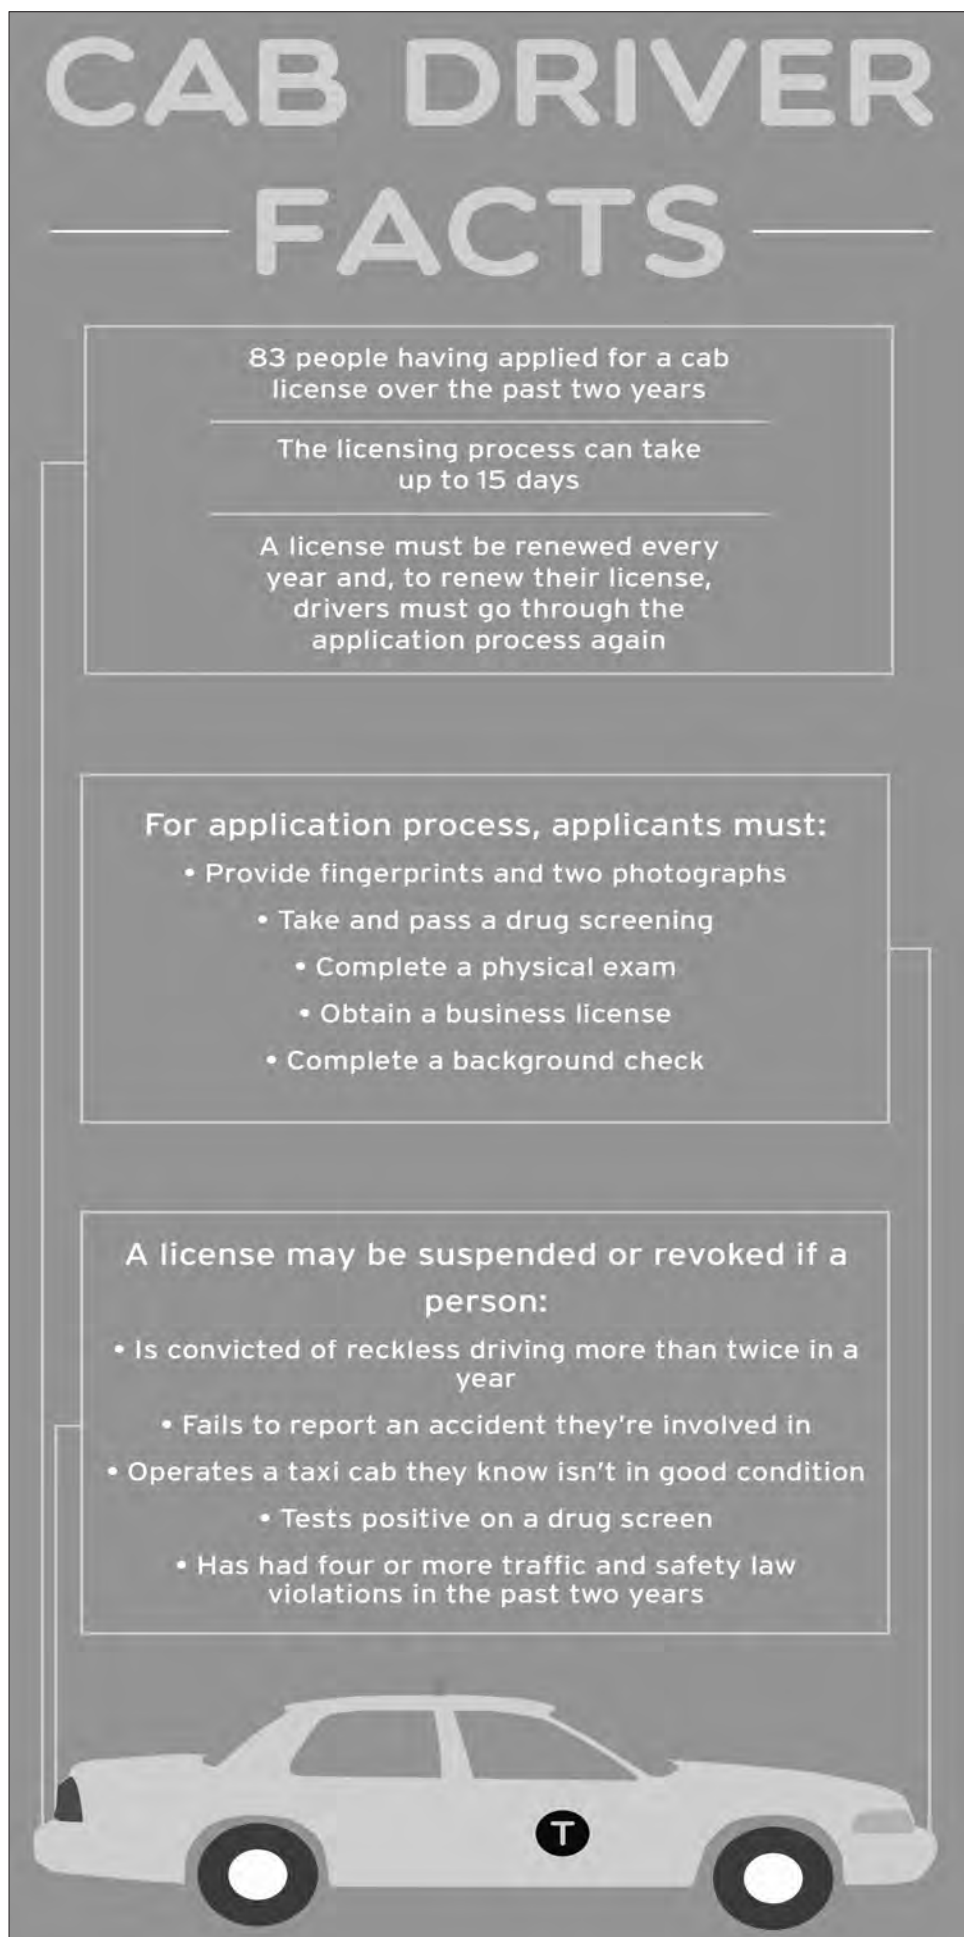 CAB DRIVER
FACTS
83 people having applied for a cab
license over the past two years
The licensing process can take
up to 15 days
A license must be renewed every
year and, to renew their license,
drivers must go through the
application process again
For application process, applicants must:
• Provide fingerprints and two photographs
• Take and pass a drug screening
• Complete a physical exam
• Obtain a business license
• Complete a background check
A license may be suspended or revoked if a
person:
• Is convicted of reckless driving more than twice in a
year
• Fails to report an accident they're involved in
• Operates a taxi cab they know isn't in good condition
• Tests positive on a drug screen
• Has had four or more traffic and safety law
violations in the past two years
T